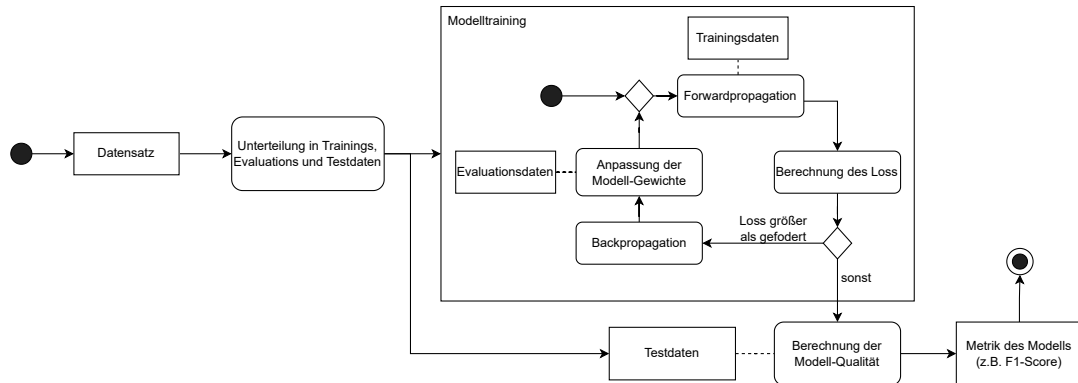 Modelltraining
Trainingsdaten
Forwardpropagation
Datensatz
Unterteilung in Trainings,
Evaluations und Testdaten
Evaluationsdaten
Anpassung der
Modell-Gewichte
Berechnung des Loss
Backpropagation
Loss größer
als gefodert
sonst
Testdaten
Berechnung der
Modell-Qualität
Metrik des Modells
(z.B. F1-Score)